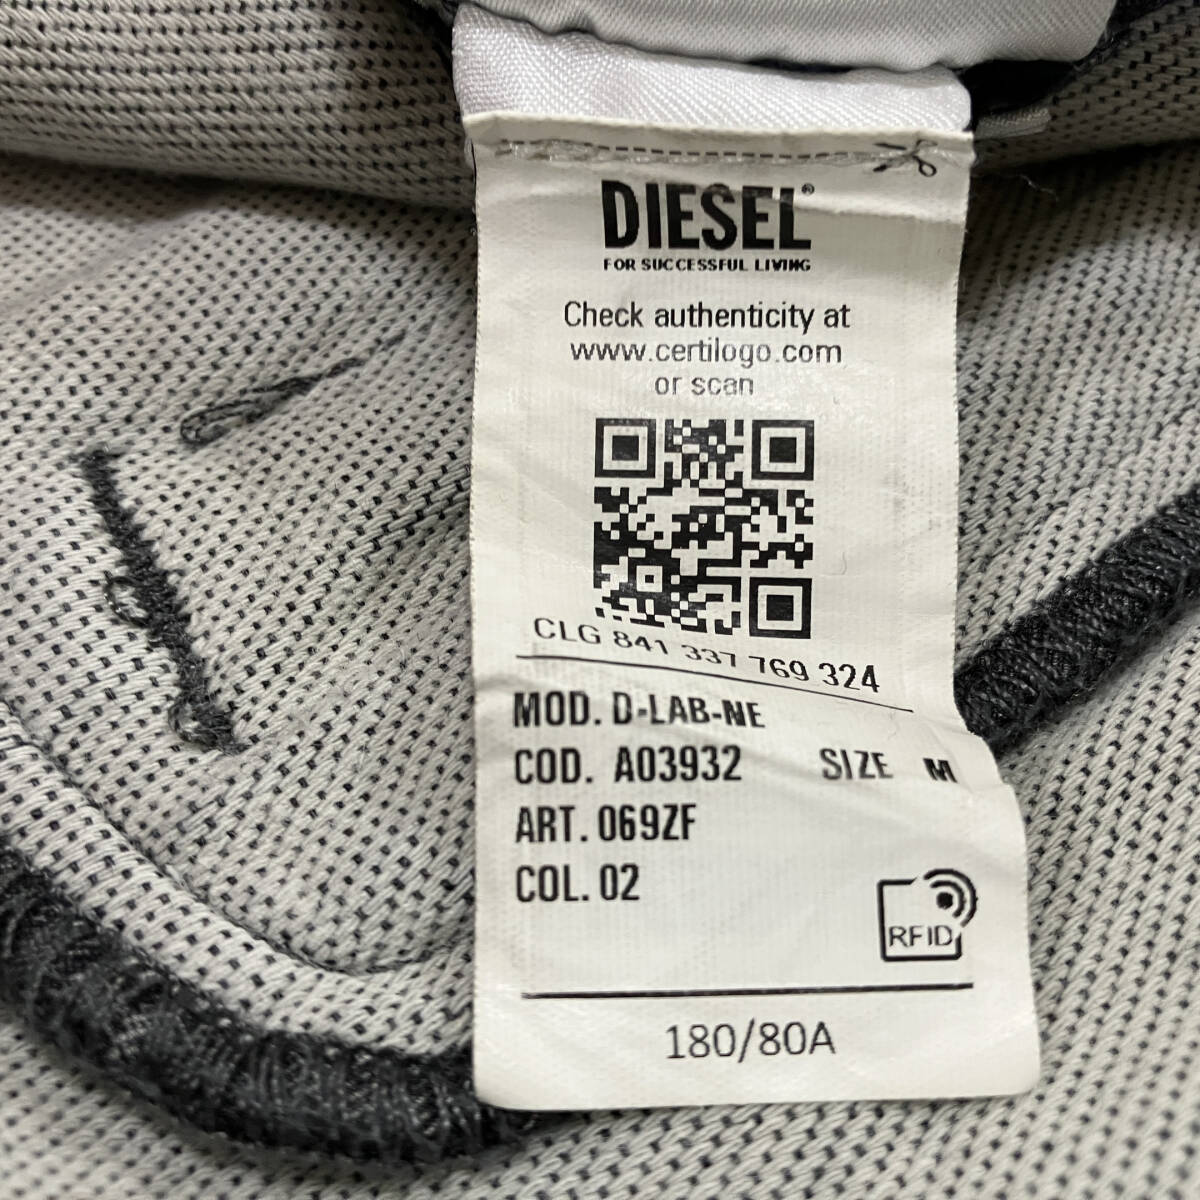 DIESEL®
FOR SUCCESSFUL LIVING
Check authenticity at
www.certilogo.com
or scan
CLG 841 337 769 324
MOD. D-LAB-NE
COD. A03932 SIZE M
ART. 069ZF
COL. 02
RFID
180/80A